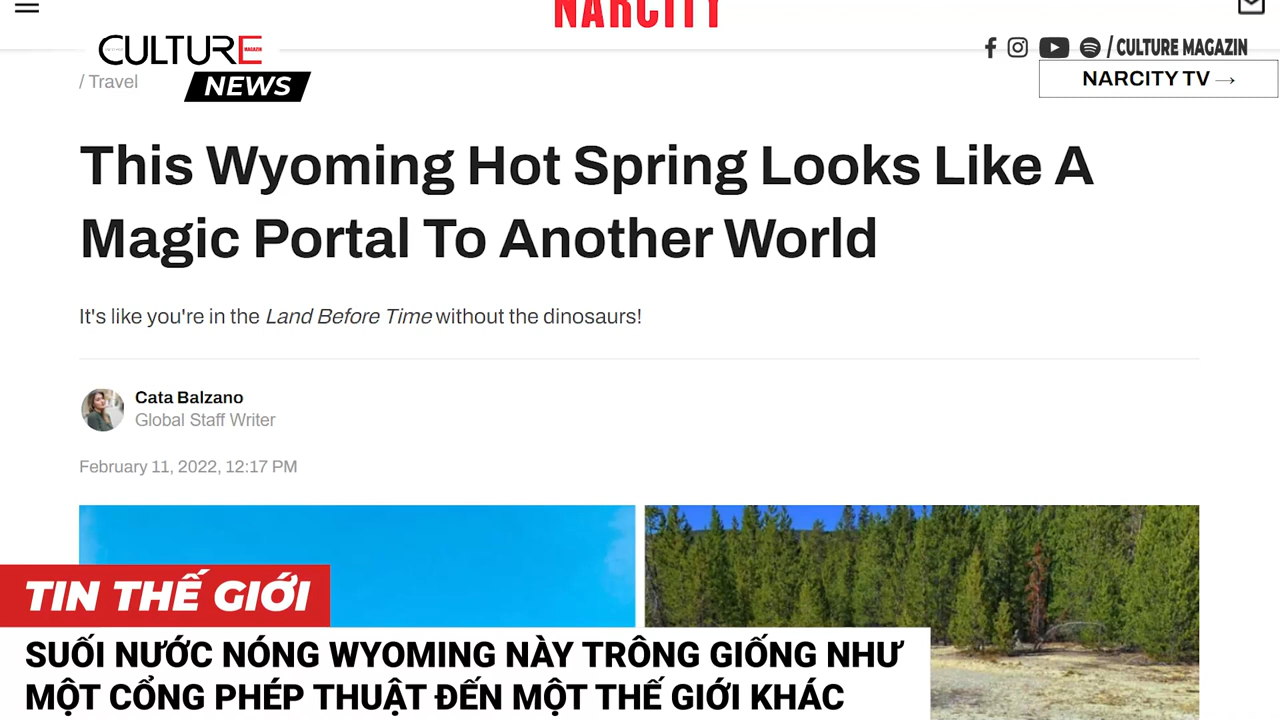 NARCITY
CULTURE MAGAZIN
NEWS
/ CULTURE MAGAZIN
/ Travel
NARCITY TV →
This Wyoming Hot Spring Looks Like A
Magic Portal To Another World
It's like you're in the Land Before Time without the dinosaurs!
Cata Balzano
Global Staff Writer
February 11, 2022, 12:17 PM
TIN THẾ GIỚI
SUỐI NƯỚC NÓNG WYOMING NÀY TRÔNG GIỐNG NHƯ
MỘT CỔNG PHÉP THUẬT ĐẾN MỘT THẾ GIỚI KHÁC